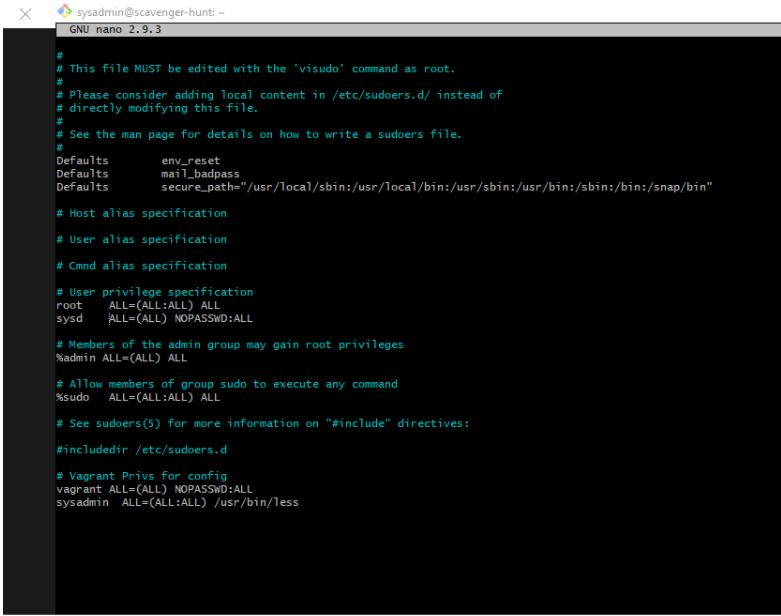 sysadmin@scavenger-hunt: ~
GNU nano 2.9.3
#
# This file MUST be edited with the 'visudo' command as root.
#
# Please consider adding local content in /etc/sudoers.d/ instead of
# directly modifying this file.
#
# See the man page for details on how to write a sudoers file.
#
Defaults        env_reset
Defaults        mail_badpass
Defaults        secure_path="/usr/local/sbin:/usr/local/bin:/usr/sbin:/usr/bin:/sbin:/bin:/snap/bin"
# Host alias specification
# User alias specification
# Cmnd alias specification
# User privilege specification
root    ALL=(ALL:ALL) ALL
sysd    ALL=(ALL) NOPASSWD:ALL
# Members of the admin group may gain root privileges
%admin ALL=(ALL) ALL
# Allow members of group sudo to execute any command
%sudo   ALL=(ALL:ALL) ALL
# See sudoers(5) for more information on "#include" directives:
#includedir /etc/sudoers.d
# Vagrant Privs for config
vagrant ALL=(ALL) NOPASSWD:ALL
sysadmin  ALL=(ALL:ALL) /usr/bin/less